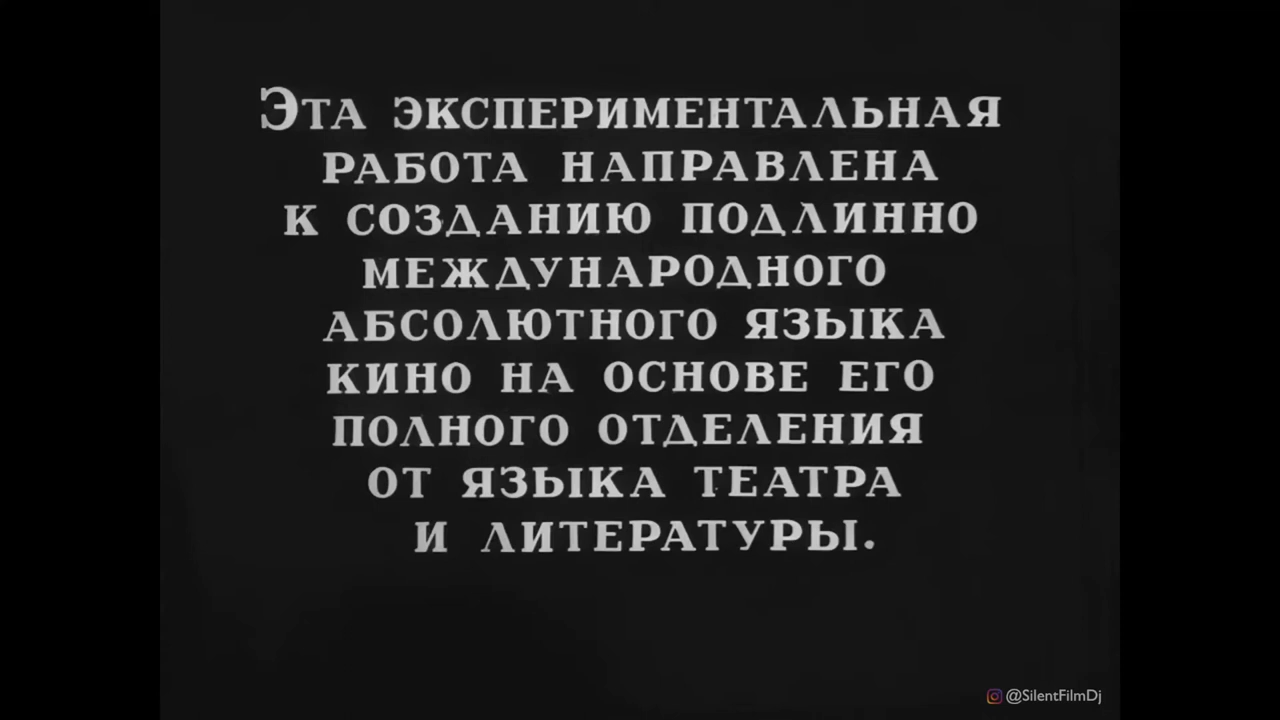 Эта экспериментальная
работа направлена
к созданию подлинно
международного
абсолютного языка
кино на основе его
полного отделения
от языка театра
и литературы.
@SilentFilmDj